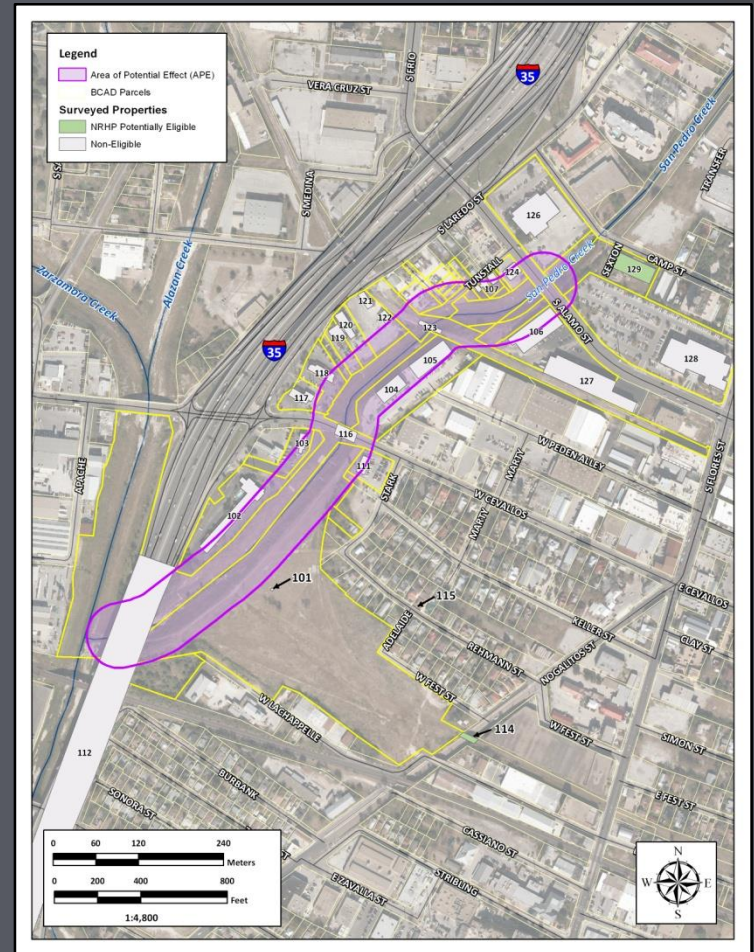 Legend
Area of Potential Effect (APE)
BCAD Parcels
Surveyed Properties
NRHP Potentially Eligible
Non-Eligible
35
VERA CRUZ ST
S FRIO
S MEDINA
S LAREDO ST
San Pedro Creek
TRANSFER
Alazan Creek
Zarzamora Creek
126
SEXTON
CAMP ST
129
TUNSTALL
124
107
San Pedro Creek
S ALAMO ST
121
122
120
119
123
106
128
35
118
105
127
117
104
116
103
111
W PEDEN ALLEY
S FLORES ST
APACHE
STARK
MARTY
W CEVALLOS
102
MARTY
E CEVALLOS
101
115
ADELAIDE
KELLER ST
CLAY ST
REHMANN ST
NOGALITOS ST
W FEST ST
W LACHAPPELLE
114
W FEST ST
SIMON ST
112
BURBANK
E FEST ST
SONORA ST
CASSIANO ST
STRIBLING
E ZAVALLA ST
0 60 120 240
Meters
0 200 400 800
Feet
1:4,800
N
W E
S